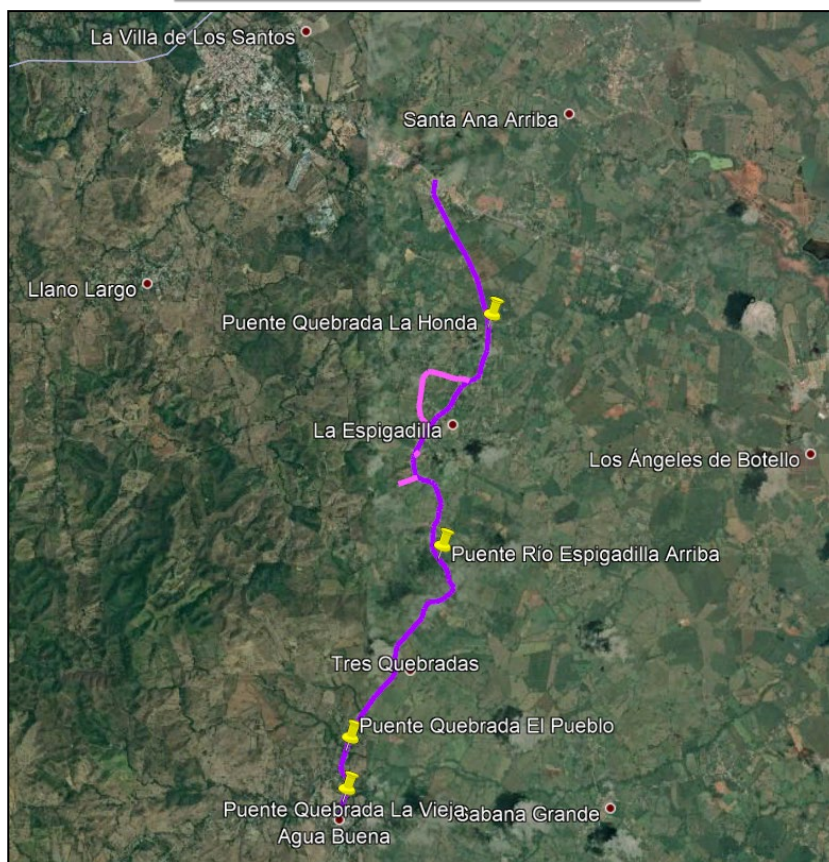 La Villa de Los Santos
Santa Ana Arriba
Llano Largo
Puente Quebrada La Honda
La Espigadilla
Los Ángeles de Botello
Puente Río Espigadilla Arriba
Tres Quebradas
Puente Quebrada El Pueblo
Puente Quebrada La Vieja
Sabana Grande
Agua Buena